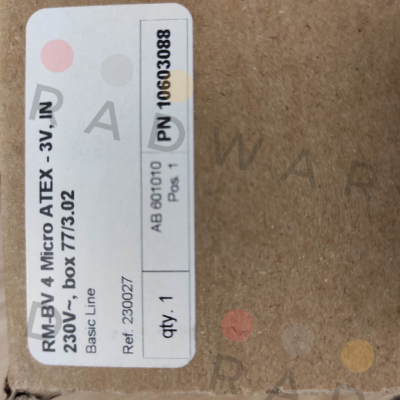 RM-BV 4 Micro ATEX - 3V, IN
230V~, box 77/3.02
Basic Line
Ref. 230027
qty. 1
AB 601010
Pos. 1
PN 10603088
RADWAR
RAD